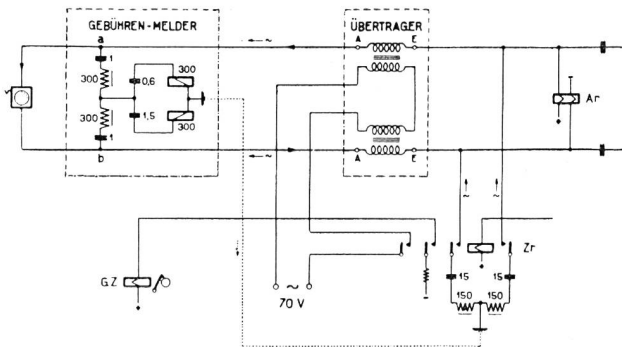 GEBÜHREN-MELDER
ÜBERTRAGER
a
~
A
E
1
300
0,6
300
300
1,5
300
1
b
~
A
E
Ar
~
~
Zr
G.Z
~
70 V
15
15
150
150